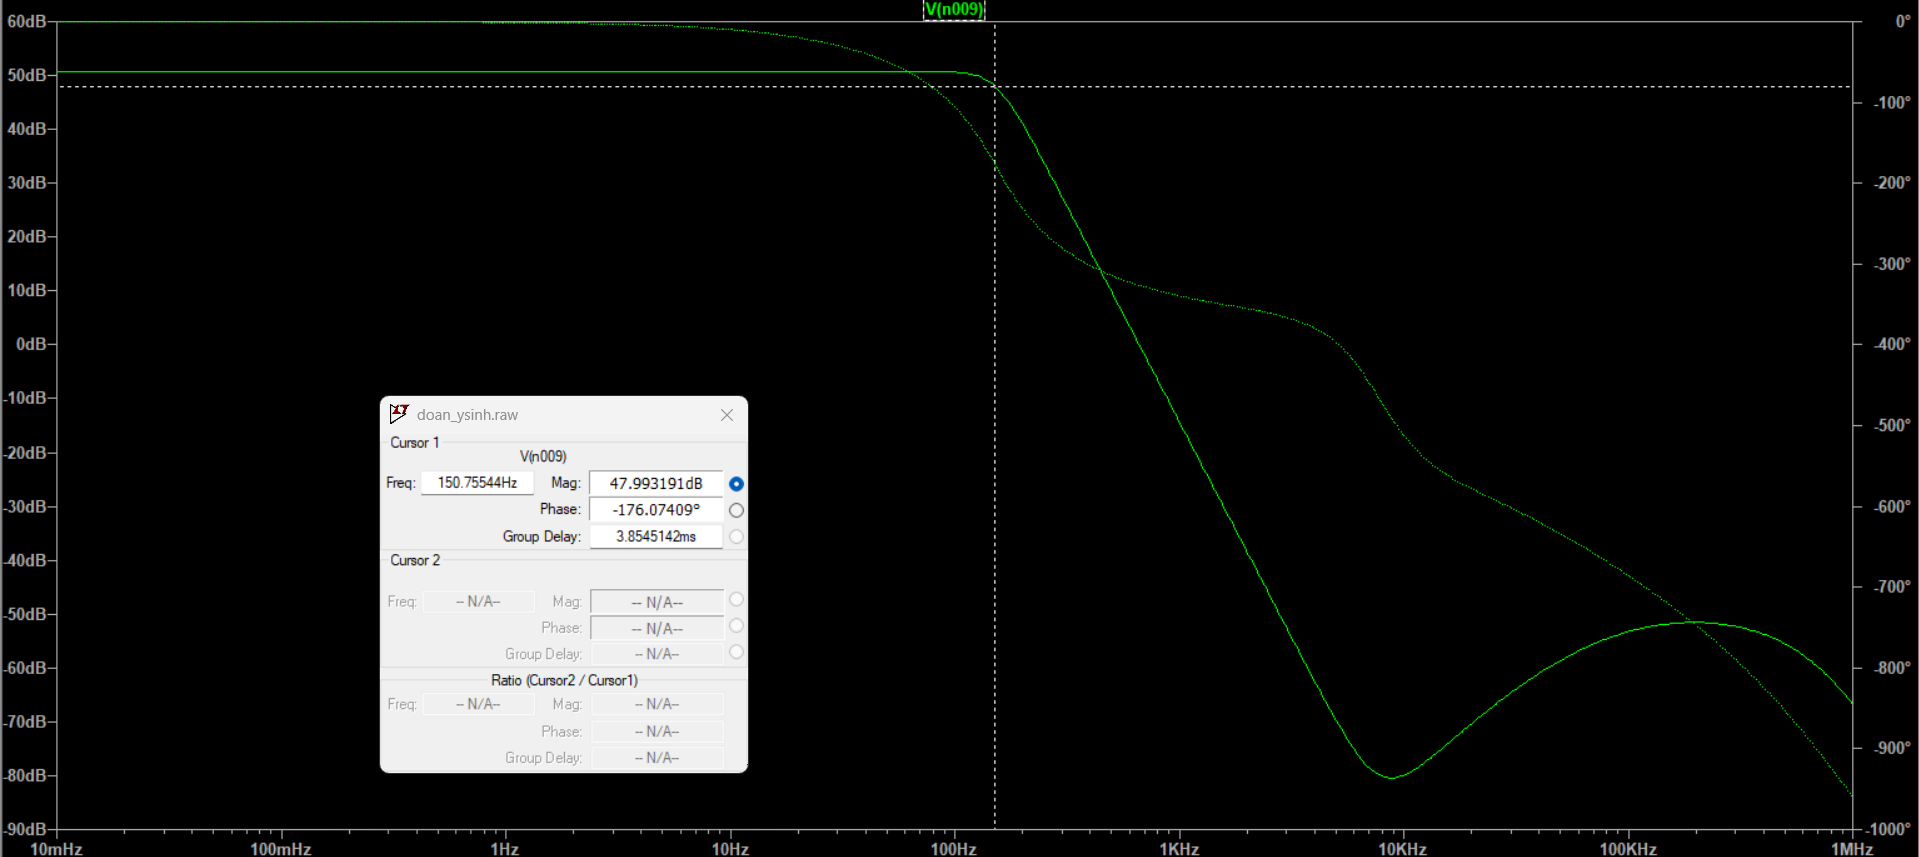 V(n009)
60dB
50dB
40dB
30dB
20dB
10dB
0dB
-10dB
-20dB
-30dB
-40dB
-50dB
-60dB
-70dB
-80dB
-90dB
0°
-100°
-200°
-300°
-400°
-500°
-600°
-700°
-800°
-900°
-1000°
doan_ysinh.raw
Cursor 1
V(n009)
Freq: 150.75544Hz Mag: 47.993191dB
Phase: -176.07409°
Group Delay: 3.8545142ms
Cursor 2
Freq: -- N/A-- Mag: -- N/A--
Phase: -- N/A--
Group Delay: -- N/A--
Ratio (Cursor2 / Cursor1)
Freq: -- N/A-- Mag: -- N/A--
Phase: -- N/A--
Group Delay: -- N/A--
10mHz 100mHz 1Hz 10Hz 100Hz 1KHz 10KHz 100KHz 1MHz